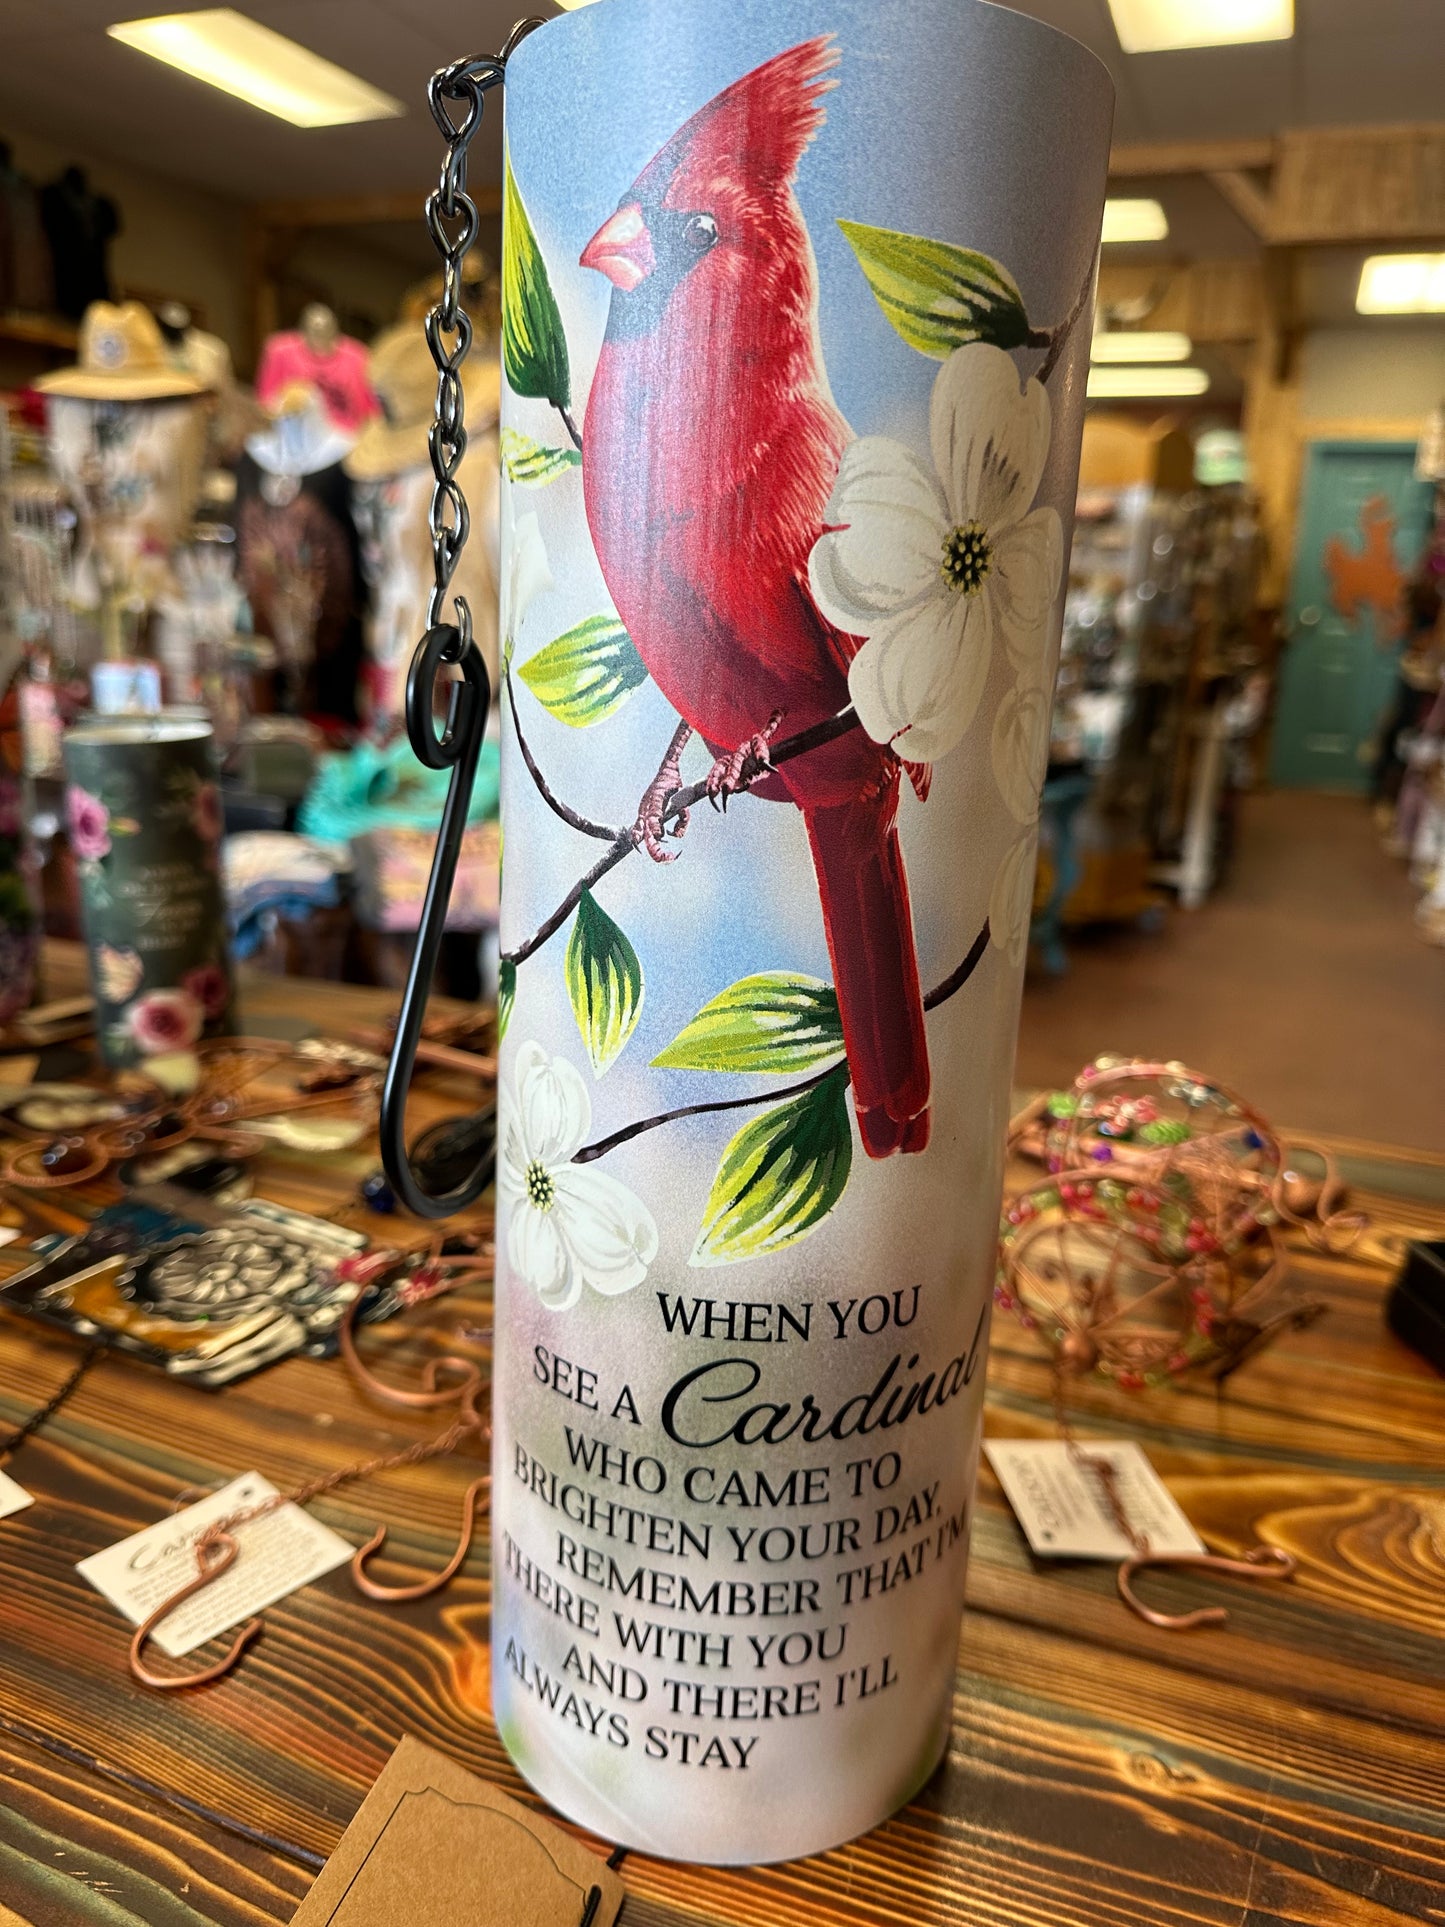 WHEN YOU
SEE A Cardinal
WHO CAME TO
BRIGHTEN YOUR DAY,
REMEMBER THAT I'M
THERE WITH YOU
AND THERE I'LL
ALWAYS STAY